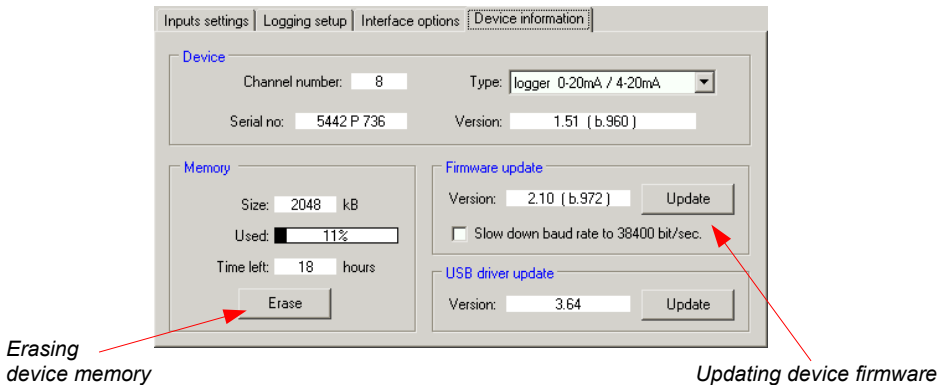 Inputs settings Logging setup Interface options Device information
Device
Channel number: 8 Type: logger 0-20mA / 4-20mA
Serial no: 5442 P 736 Version: 1.51 ( b.960 )
Memory Firmware update
Size: 2048 kB Version: 2.10 ( b.972 ) Update
Used: 11% Slow down baud rate to 38400 bit/sec.
Time left: 18 hours USB driver update
Erase Version: 3.64 Update
Erasing
device memory Updating device firmware